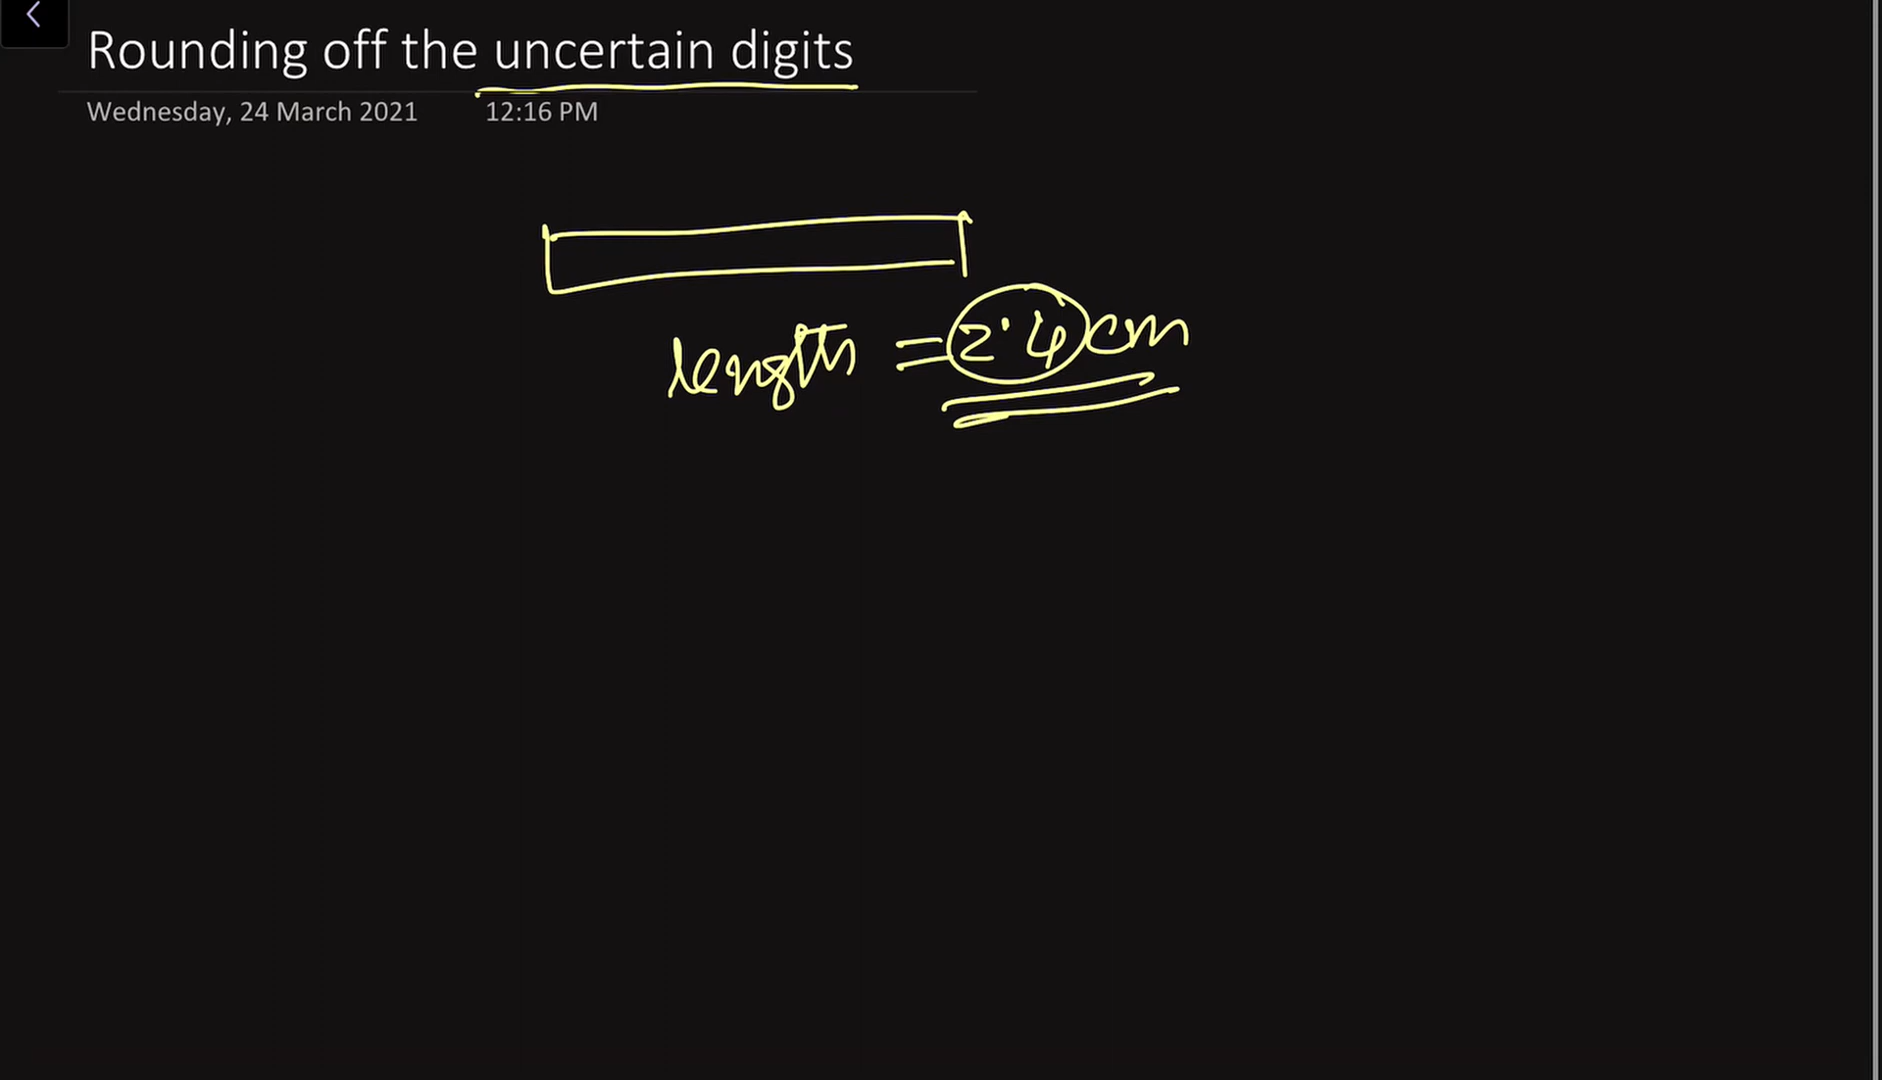 Rounding off the uncertain digits
Wednesday, 24 March 2021 12:16 PM
length = 2.4 cm